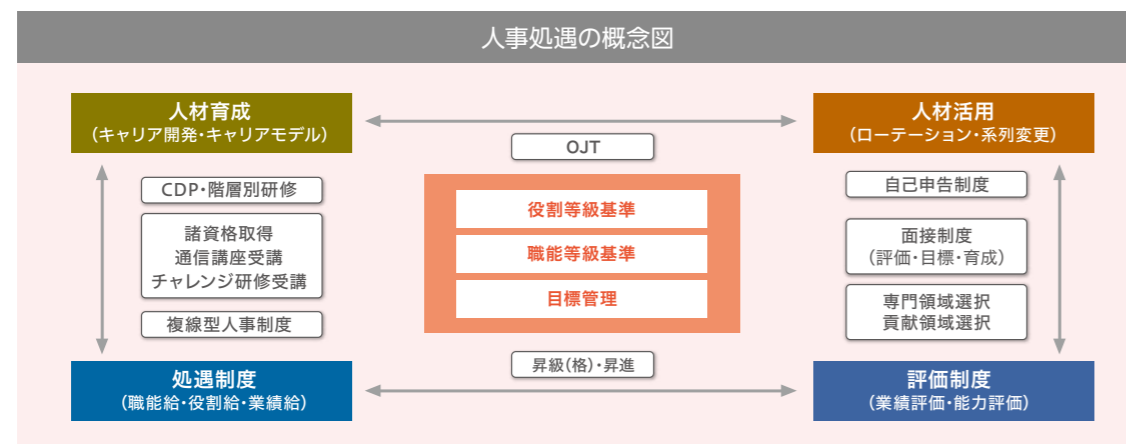 人事処遇の概念図
人材育成
（キャリア開発・キャリアモデル）
人材活用
（ローテーション・系列変更）
OJT
CDP・階層別研修
諸資格取得
通信講座受講
チャレンジ研修受講
複線型人事制度
役割等級基準
職能等級基準
目標管理
自己申告制度
面接制度
（評価・目標・育成）
専門領域選択
貢献領域選択
昇級（格）・昇進
処遇制度
（職能給・役割給・業績給）
評価制度
（業績評価・能力評価）